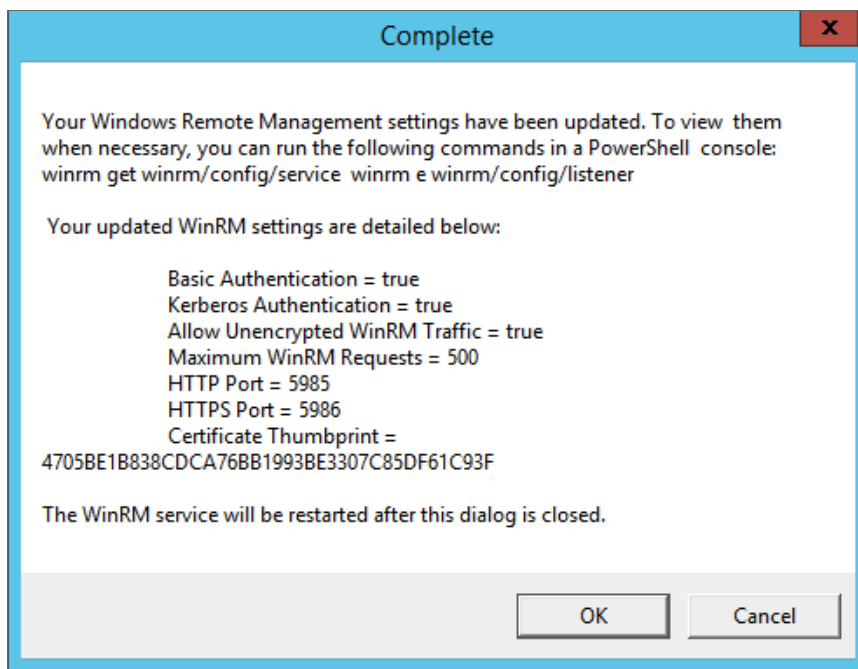 Complete
x
Your Windows Remote Management settings have been updated. To view  them
when necessary, you can run the following commands in a PowerShell  console:
winrm get winrm/config/service  winrm e winrm/config/listener
Your updated WinRM settings are detailed below:
Basic Authentication = true
Kerberos Authentication = true
Allow Unencrypted WinRM Traffic = true
Maximum WinRM Requests = 500
HTTP Port = 5985
HTTPS Port = 5986
Certificate Thumbprint =
4705BE1B838CDCA76BB1993BE3307C85DF61C93F
The WinRM service will be restarted after this dialog is closed.
OK
Cancel